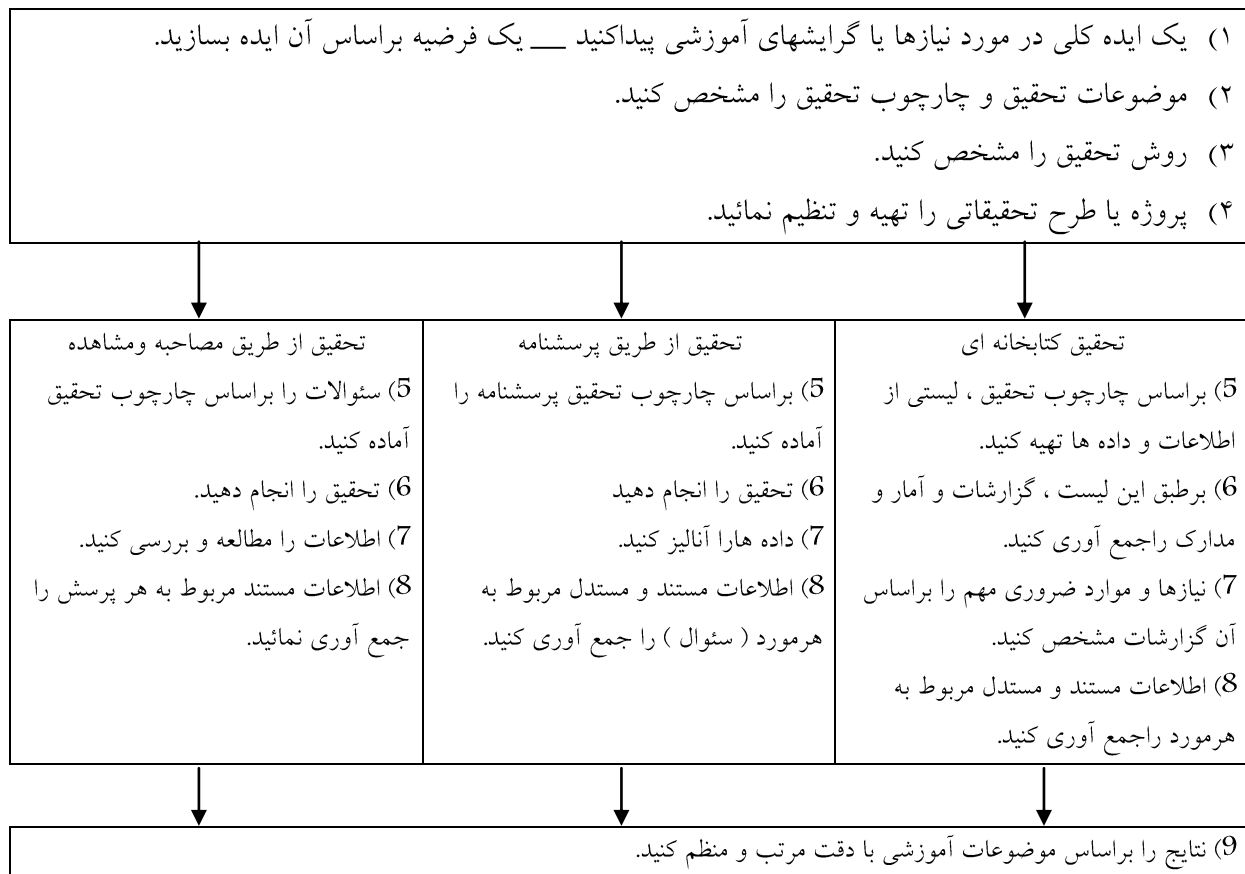 ۱) یک ایده کلی در مورد نیازها یا گرایشهای آموزشی پیداکنید __ یک فرضیه براساس آن ایده بسازید.
۲) موضوعات تحقیق و چارچوب تحقیق را مشخص کنید.
۳) روش تحقیق را مشخص کنید.
۴) پروژه یا طرح تحقیقاتی را تهیه و تنظیم نمائید.
تحقیق کتابخانه ای
5) براساس چارچوب تحقیق ، لیستی از
اطلاعات و داده ها تهیه کنید.
6) برطبق این لیست ، گزارشات و آمار و
مدارک راجمع آوری کنید.
7) نیازها و موارد ضروری مهم را براساس
آن گزارشات مشخص کنید.
8) اطلاعات مستند و مستدل مربوط به
هرمورد راجمع آوری کنید.
تحقیق از طریق پرسشنامه
5) براساس چارچوب تحقیق پرسشنامه را
آماده کنید.
6) تحقیق را انجام دهید
7) داده هارا آنالیز کنید.
8) اطلاعات مستند و مستدل مربوط به
هرمورد ( سئوال ) را جمع آوری کنید.
تحقیق از طریق مصاحبه ومشاهده
5) سئوالات را براساس چارچوب تحقیق
آماده کنید.
6) تحقیق را انجام دهید.
7) اطلاعات را مطالعه و بررسی کنید.
8) اطلاعات مستند مربوط به هر پرسش را
جمع آوری نمائید.
9) نتایج را براساس موضوعات آموزشی با دقت مرتب و منظم کنید.